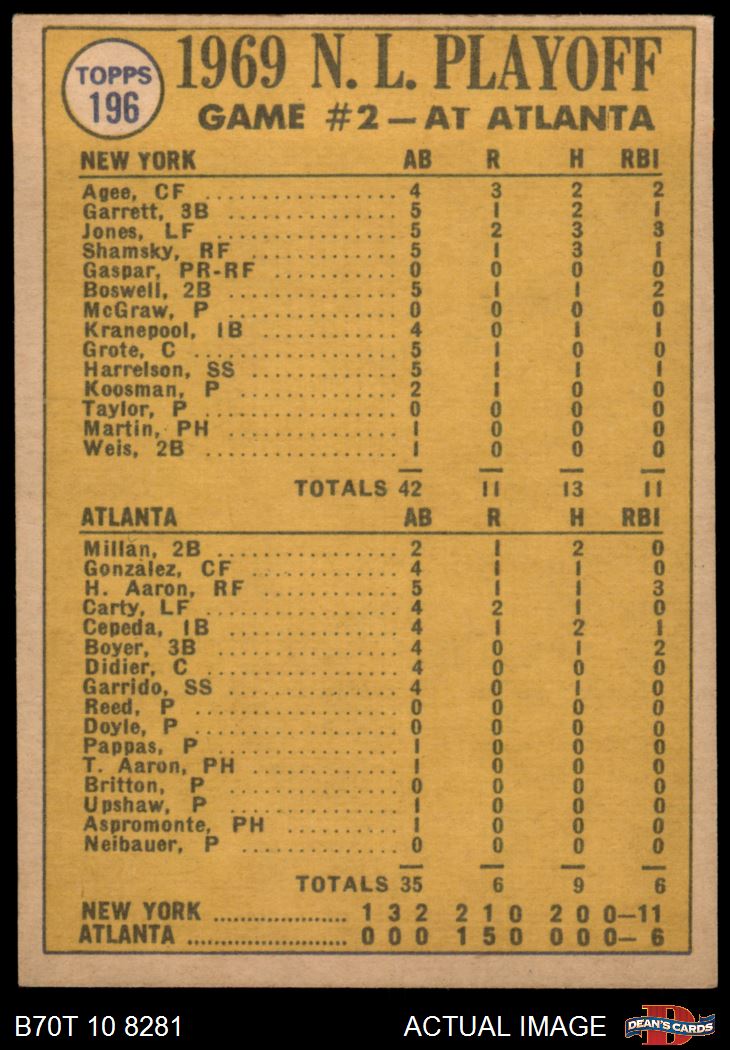 TOPPS
196
1969 N. L. PLAYOFF
GAME #2—AT ATLANTA
NEW YORK AB R H RBI
Agee, CF .................. 4 3 2 2
Garrett, 3B ............... 5 1 2 1
Jones, LF ................. 5 2 3 3
Shamsky, RF ............... 5 1 3 1
Gaspar, PR-RF ............. 0 0 0 0
Boswell, 2B ............... 5 1 1 2
McGraw, P ................. 0 0 0 0
Kranepool, 1B ............. 4 0 1 1
Grote, C .................. 5 1 0 0
Harrelson, SS ............. 5 1 1 1
Koosman, P ................ 2 1 0 0
Taylor, P ................. 0 0 0 0
Martin, PH ................ 1 0 0 0
Weis, 2B .................. 1 0 0 0
TOTALS 42 11 13 11
ATLANTA AB R H RBI
Millan, 2B ................ 2 1 2 0
Gonzalez, CF .............. 4 1 1 0
H. Aaron, RF .............. 5 1 1 3
Carty, LF ................. 4 2 1 0
Cepeda, 1B ................ 4 1 2 1
Boyer, 3B ................. 4 0 1 2
Didier, C ................. 4 0 0 0
Garrido, SS ............... 4 0 1 0
Reed, P ................... 0 0 0 0
Doyle, P .................. 0 0 0 0
Pappas, P ................. 1 0 0 0
T. Aaron, PH .............. 1 0 0 0
Britton, P ................ 0 0 0 0
Upshaw, P ................. 1 0 0 0
Aspromonte, PH ............ 1 0 0 0
Neibauer, P ............... 0 0 0 0
TOTALS 35 6 9 6
NEW YORK .................. 1 3 2 2 1 0 2 0 0—11
ATLANTA ................... 0 0 0 1 5 0 0 0 0— 6
B70T 10 8281 ACTUAL IMAGE D DEAN'S CARDS